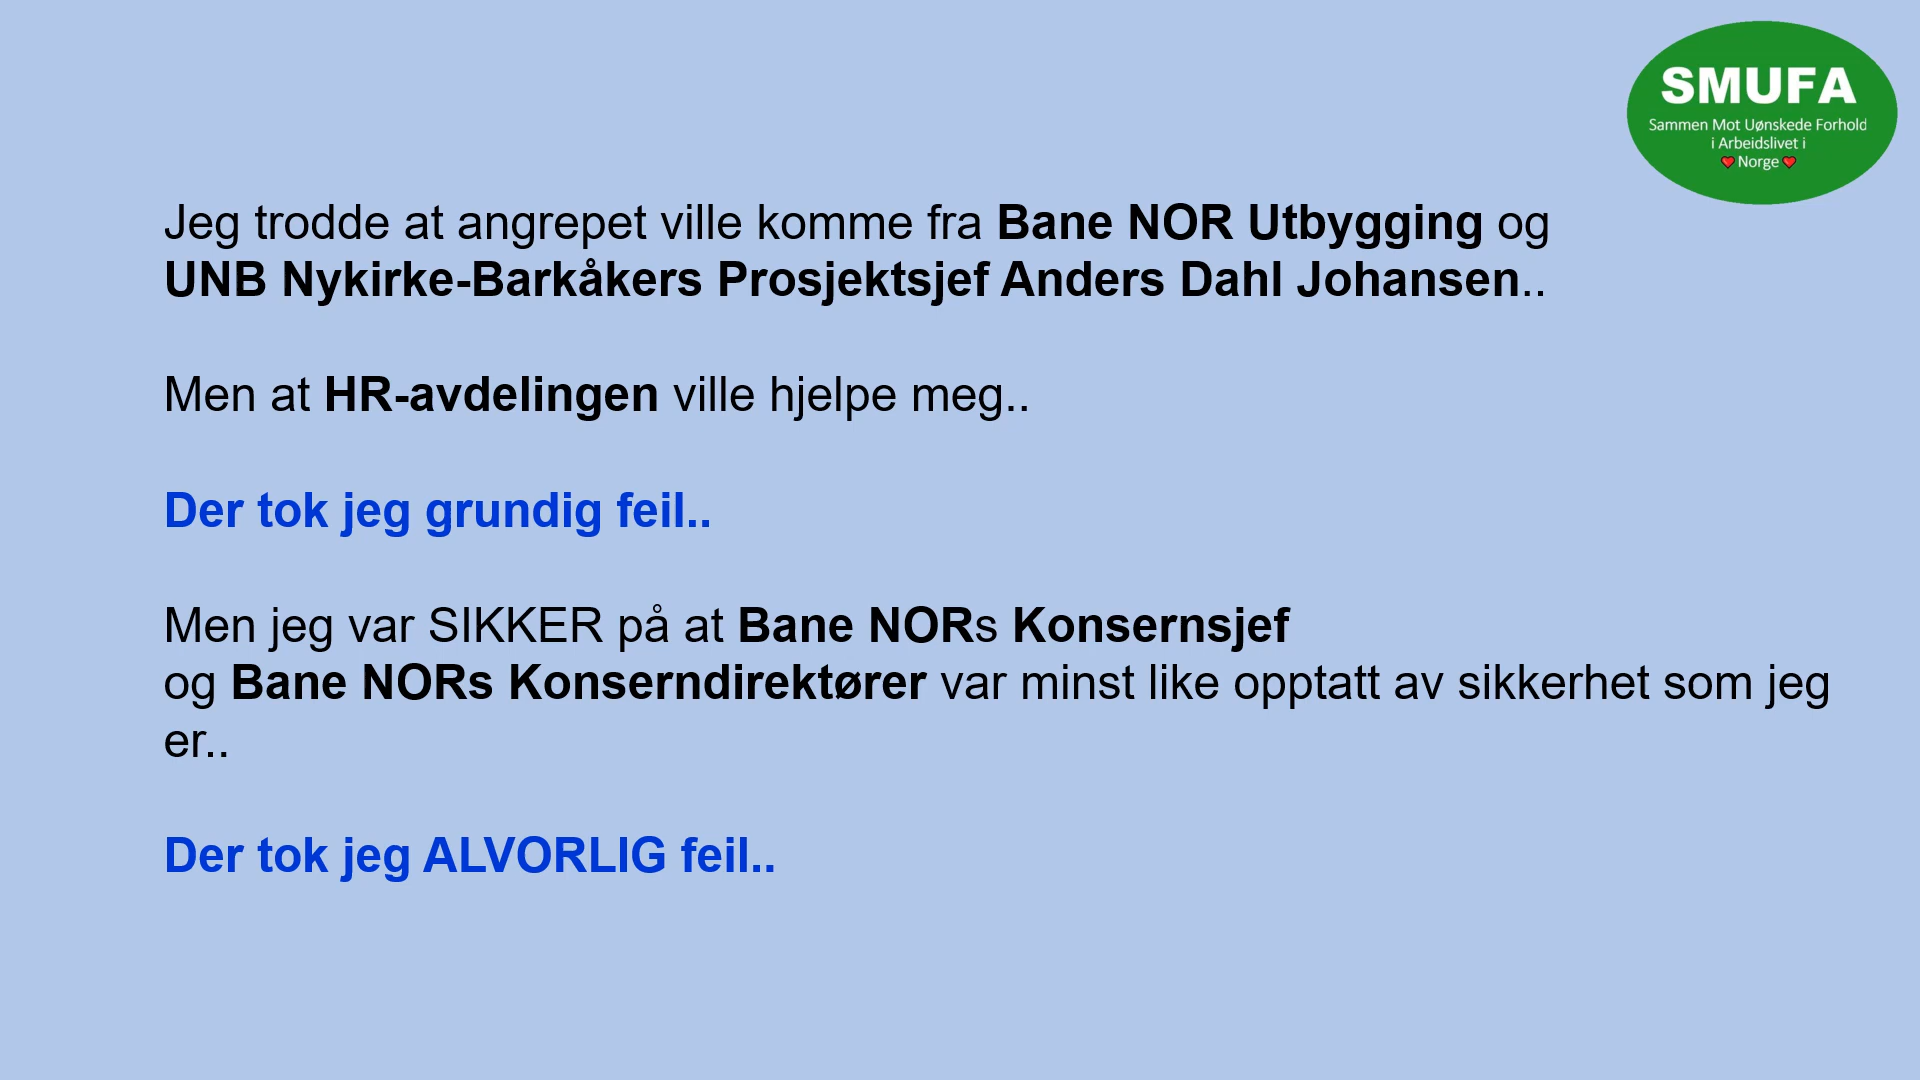 SMUFA
Sammen Mot Uønskede Forhold
i Arbeidslivet i
❤ Norge ❤
Jeg trodde at angrepet ville komme fra Bane NOR Utbygging og
UNB Nykirke-Barkåkers Prosjektsjef Anders Dahl Johansen..
Men at HR-avdelingen ville hjelpe meg..
Der tok jeg grundig feil..
Men jeg var SIKKER på at Bane NORs Konsernsjef
og Bane NORs Konserndirektører var minst like opptatt av sikkerhet som jeg
er..
Der tok jeg ALVORLIG feil..